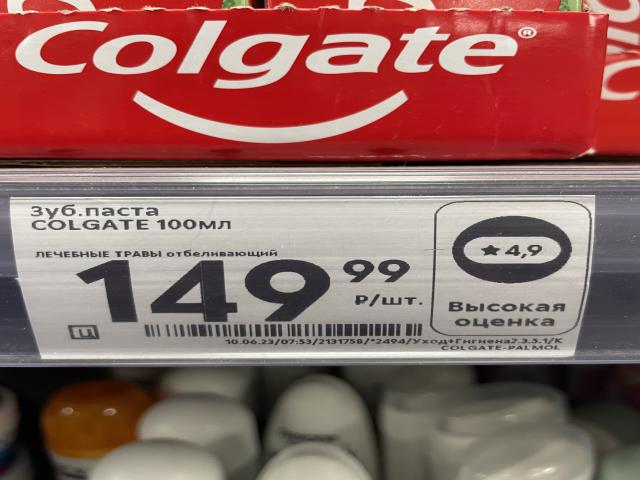 Colgate®
Зуб.паста
COLGATE 100мл
ЛЕЧЕБНЫЕ ТРАВЫ отбеливающий
149 99
₽/шт.
★ 4,9
Высокая
оценка
Ш
10.06.23/07:53/2131758/*2494/Уход+Гигиена2.3.5.1/К
COLGATE-PALMOL